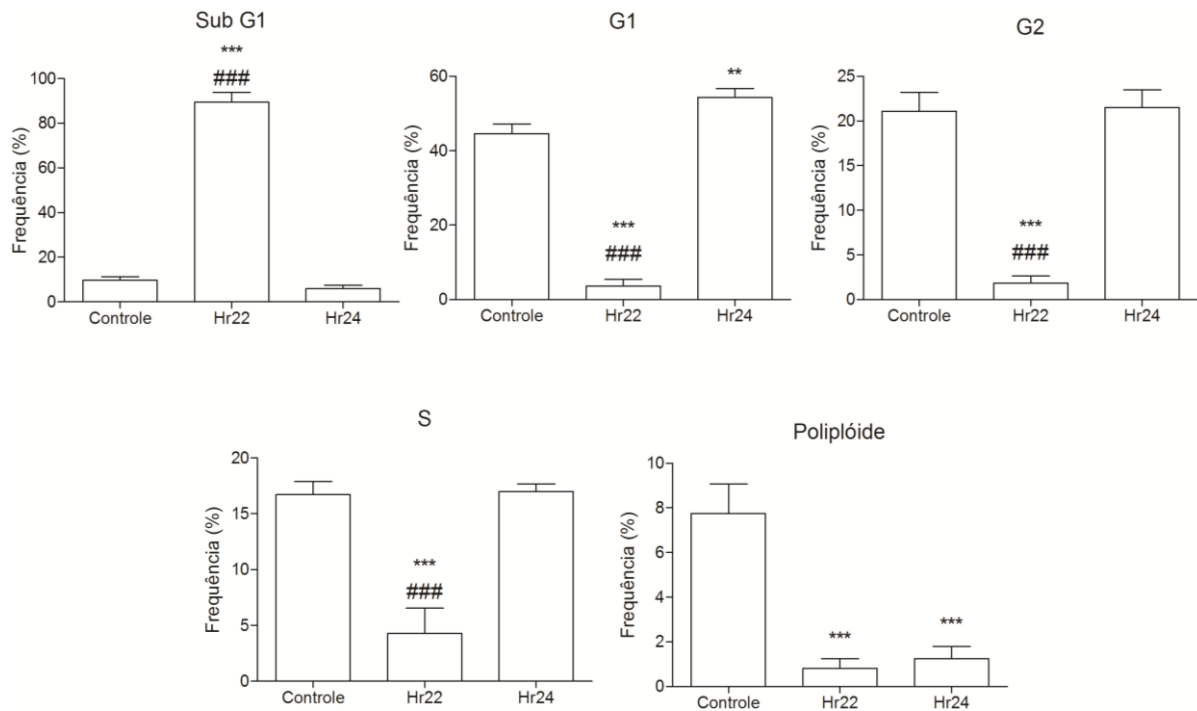 Sub G1
***
###
Frequência (%)
100
80
60
40
20
0
Controle
Hr22
Hr24
G1
**
***
###
Frequência (%)
60
40
20
0
Controle
Hr22
Hr24
G2
***
###
Frequência (%)
25
20
15
10
5
0
Controle
Hr22
Hr24
S
***
###
Frequência (%)
20
15
10
5
0
Controle
Hr22
Hr24
Poliplóide
***
***
Frequência (%)
10
8
6
4
2
0
Controle
Hr22
Hr24